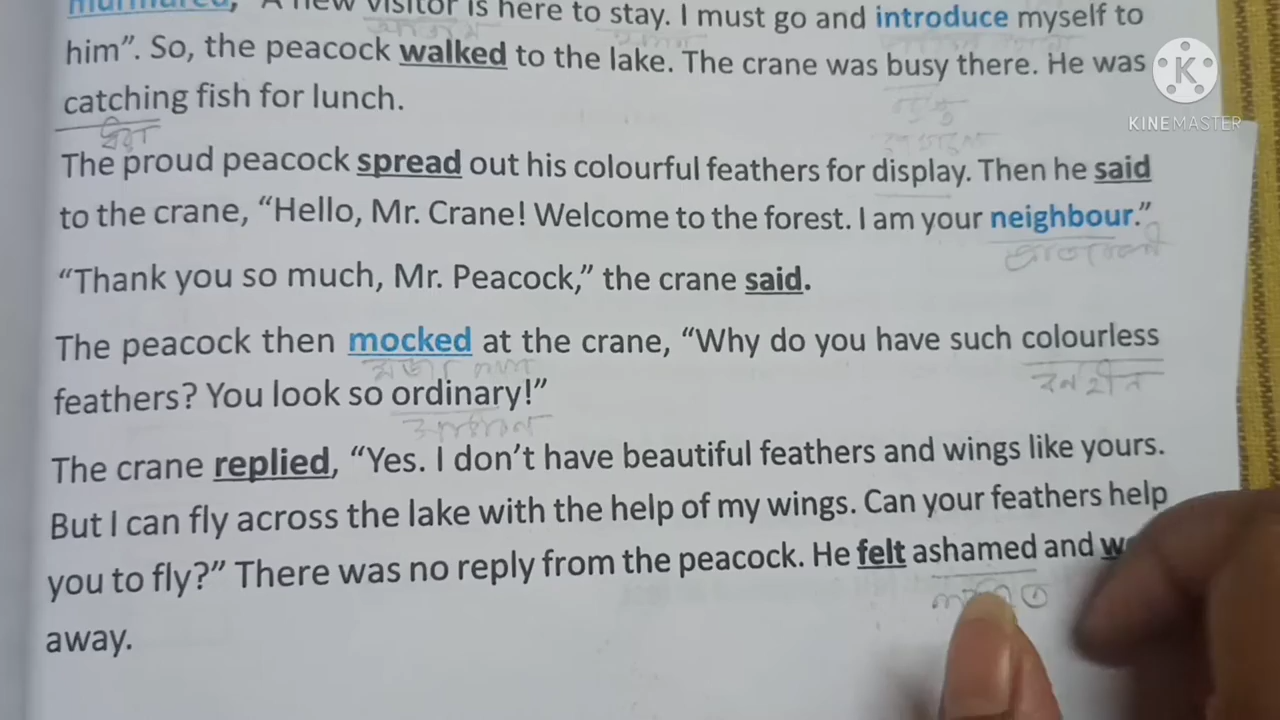 murmured, "A new visitor is here to stay. I must go and introduce myself to
him". So, the peacock walked to the lake. The crane was busy there. He was
K
KINEMASTER
catching fish for lunch.
ধরা
The proud peacock spread out his colourful feathers for display. Then he said
to the crane, "Hello, Mr. Crane! Welcome to the forest. I am your neighbour."
"Thank you so much, Mr. Peacock," the crane said.
The peacock then mocked at the crane, "Why do you have such colourless
বর্ণহীন
feathers? You look so ordinary!"
The crane replied, "Yes. I don't have beautiful feathers and wings like yours.
But I can fly across the lake with the help of my wings. Can your feathers help
you to fly?" There was no reply from the peacock. He felt ashamed and
away.